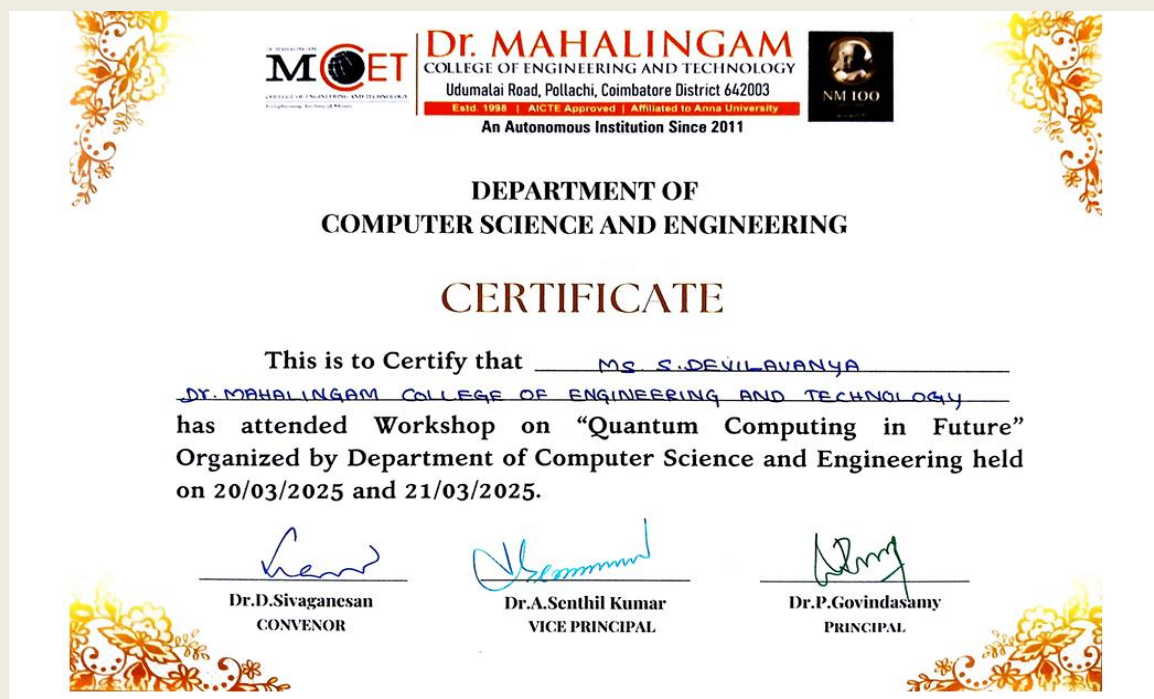 MCET
Dr. MAHALINGAM
COLLEGE OF ENGINEERING AND TECHNOLOGY
Udumalai Road, Pollachi, Coimbatore District 642003
Estd. 1998 | AICTE Approved | Affiliated to Anna University
An Autonomous Institution Since 2011
NM 100
DEPARTMENT OF
COMPUTER SCIENCE AND ENGINEERING
CERTIFICATE
This is to Certify that MS S.DEVILAVANYA
Dr. MAHALINGAM COLLEGE OF ENGINEERING AND TECHNOLOGY
has attended Workshop on “Quantum Computing in Future”
Organized by Department of Computer Science and Engineering held
on 20/03/2025 and 21/03/2025.
Dr.D.Sivaganesan Dr.A.Senthil Kumar Dr.P.Govindasamy
CONVENOR VICE PRINCIPAL PRINCIPAL